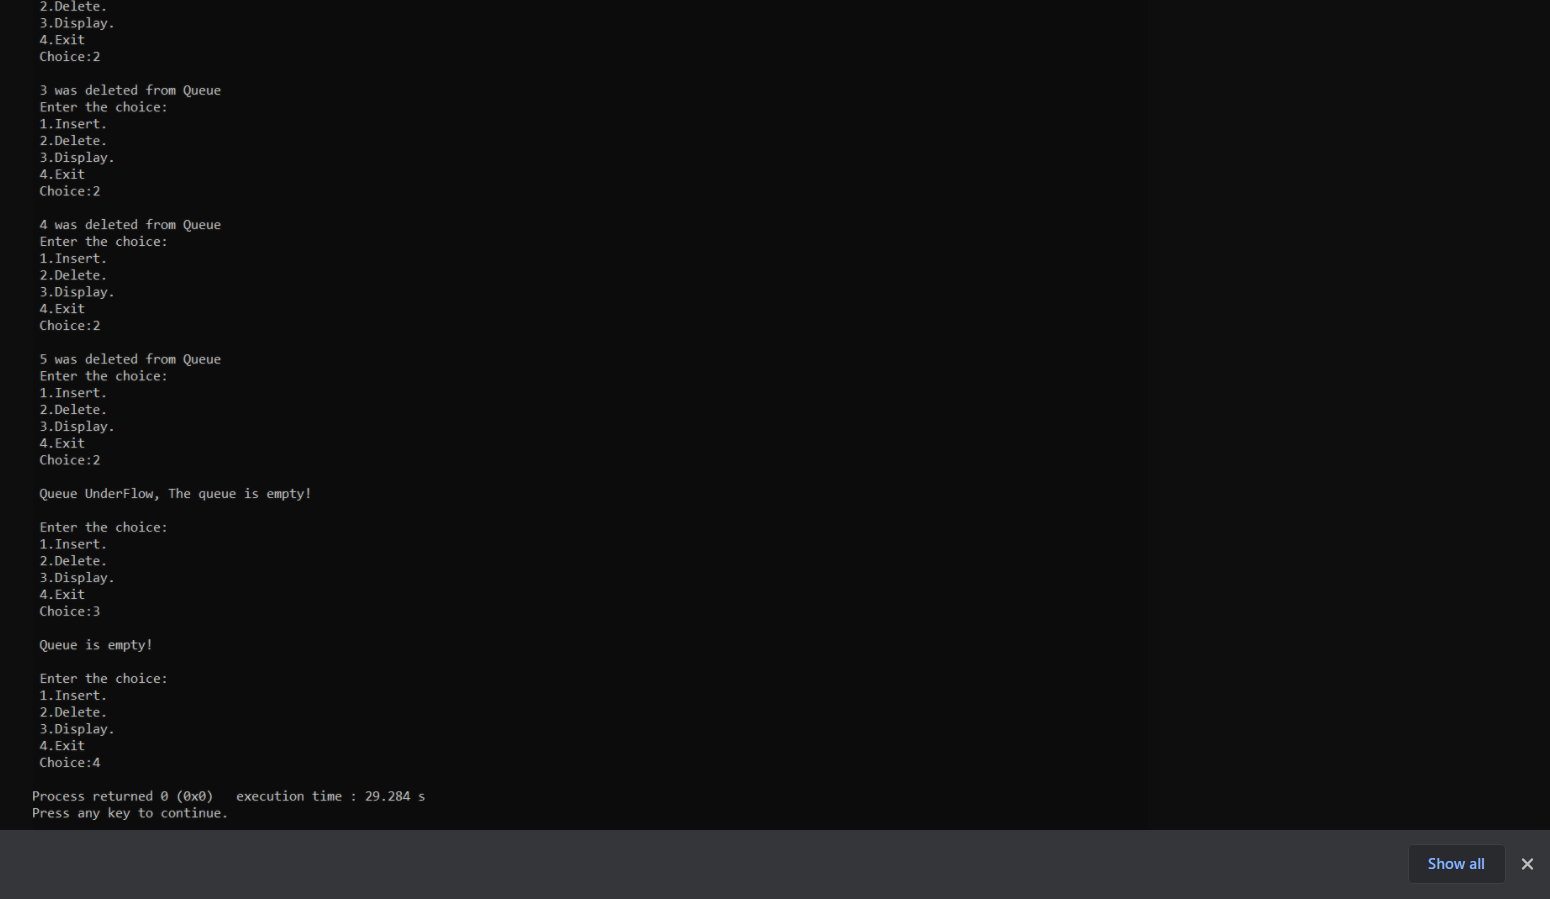 2.Delete.
3.Display.
4.Exit
Choice:2
3 was deleted from Queue
Enter the choice:
1.Insert.
2.Delete.
3.Display.
4.Exit
Choice:2
4 was deleted from Queue
Enter the choice:
1.Insert.
2.Delete.
3.Display.
4.Exit
Choice:2
5 was deleted from Queue
Enter the choice:
1.Insert.
2.Delete.
3.Display.
4.Exit
Choice:2
Queue UnderFlow, The queue is empty!
Enter the choice:
1.Insert.
2.Delete.
3.Display.
4.Exit
Choice:3
Queue is empty!
Enter the choice:
1.Insert.
2.Delete.
3.Display.
4.Exit
Choice:4
Process returned 0 (0x0)   execution time : 29.284 s
Press any key to continue.
Show all